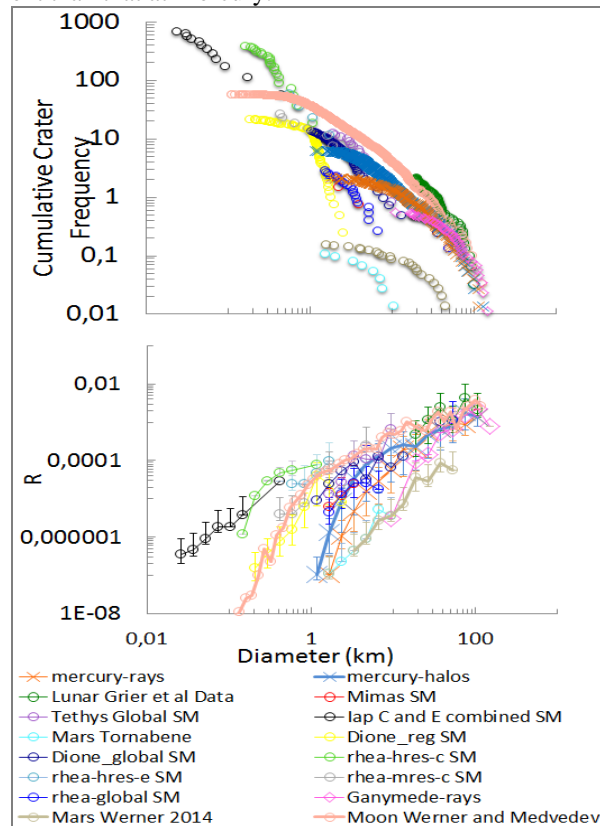 1000
100
10
1
0,1
0,01
Cumulative Crater
Frequency
0,01
0,0001
0,000001
1E-08
R
0,01
1
100
Diameter (km)
mercury-rays
mercury-halos
Lunar Grier et al Data
Mimas SM
Tethys Global SM
Iap C and E combined SM
Mars Tornabene
Dione_reg SM
Dione_global SM
rhea-hres-c SM
rhea-hres-e SM
rhea-mres-c SM
rhea-global SM
Ganymede-rays
Mars Werner 2014
Moon Werner and Medvedev